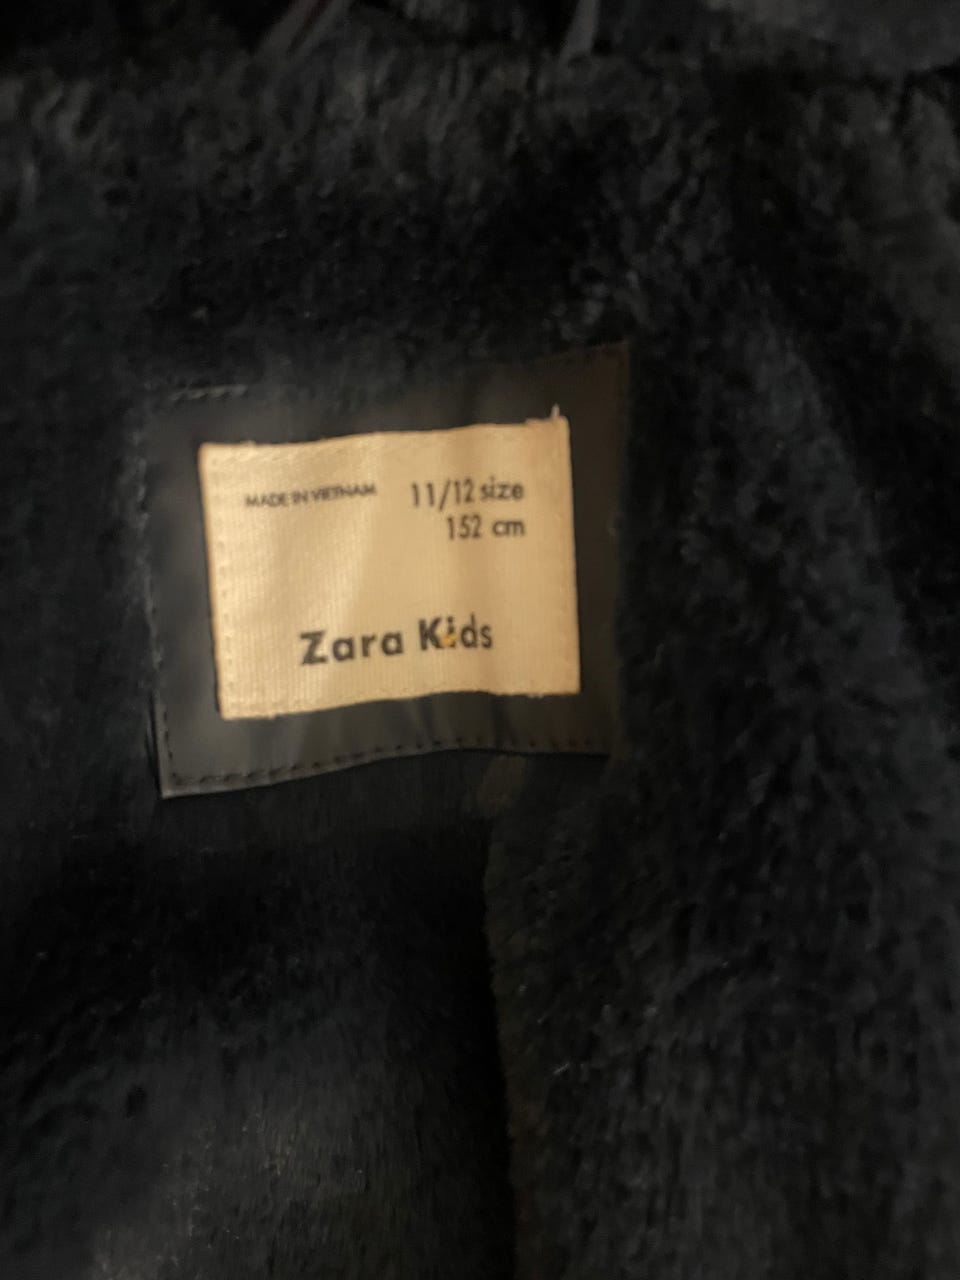 MADE IN VIETNAM 11/12 size
152 cm
Zara Kids